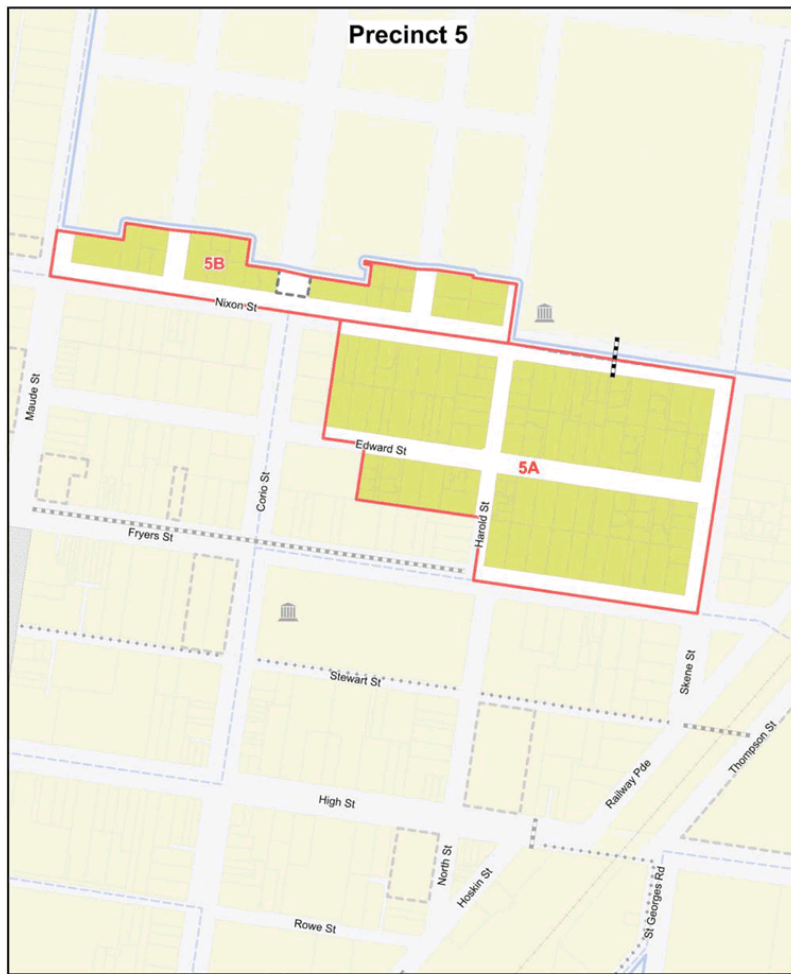 Precinct 5
5B
Nixon St
Maude St
Edward St
5A
Corio St
Harold St
Fryers St
Skene St
Stewart St
Thompson St
Railway Pde
High St
North St
Hoskin St
St Georges Rd
Rowe St